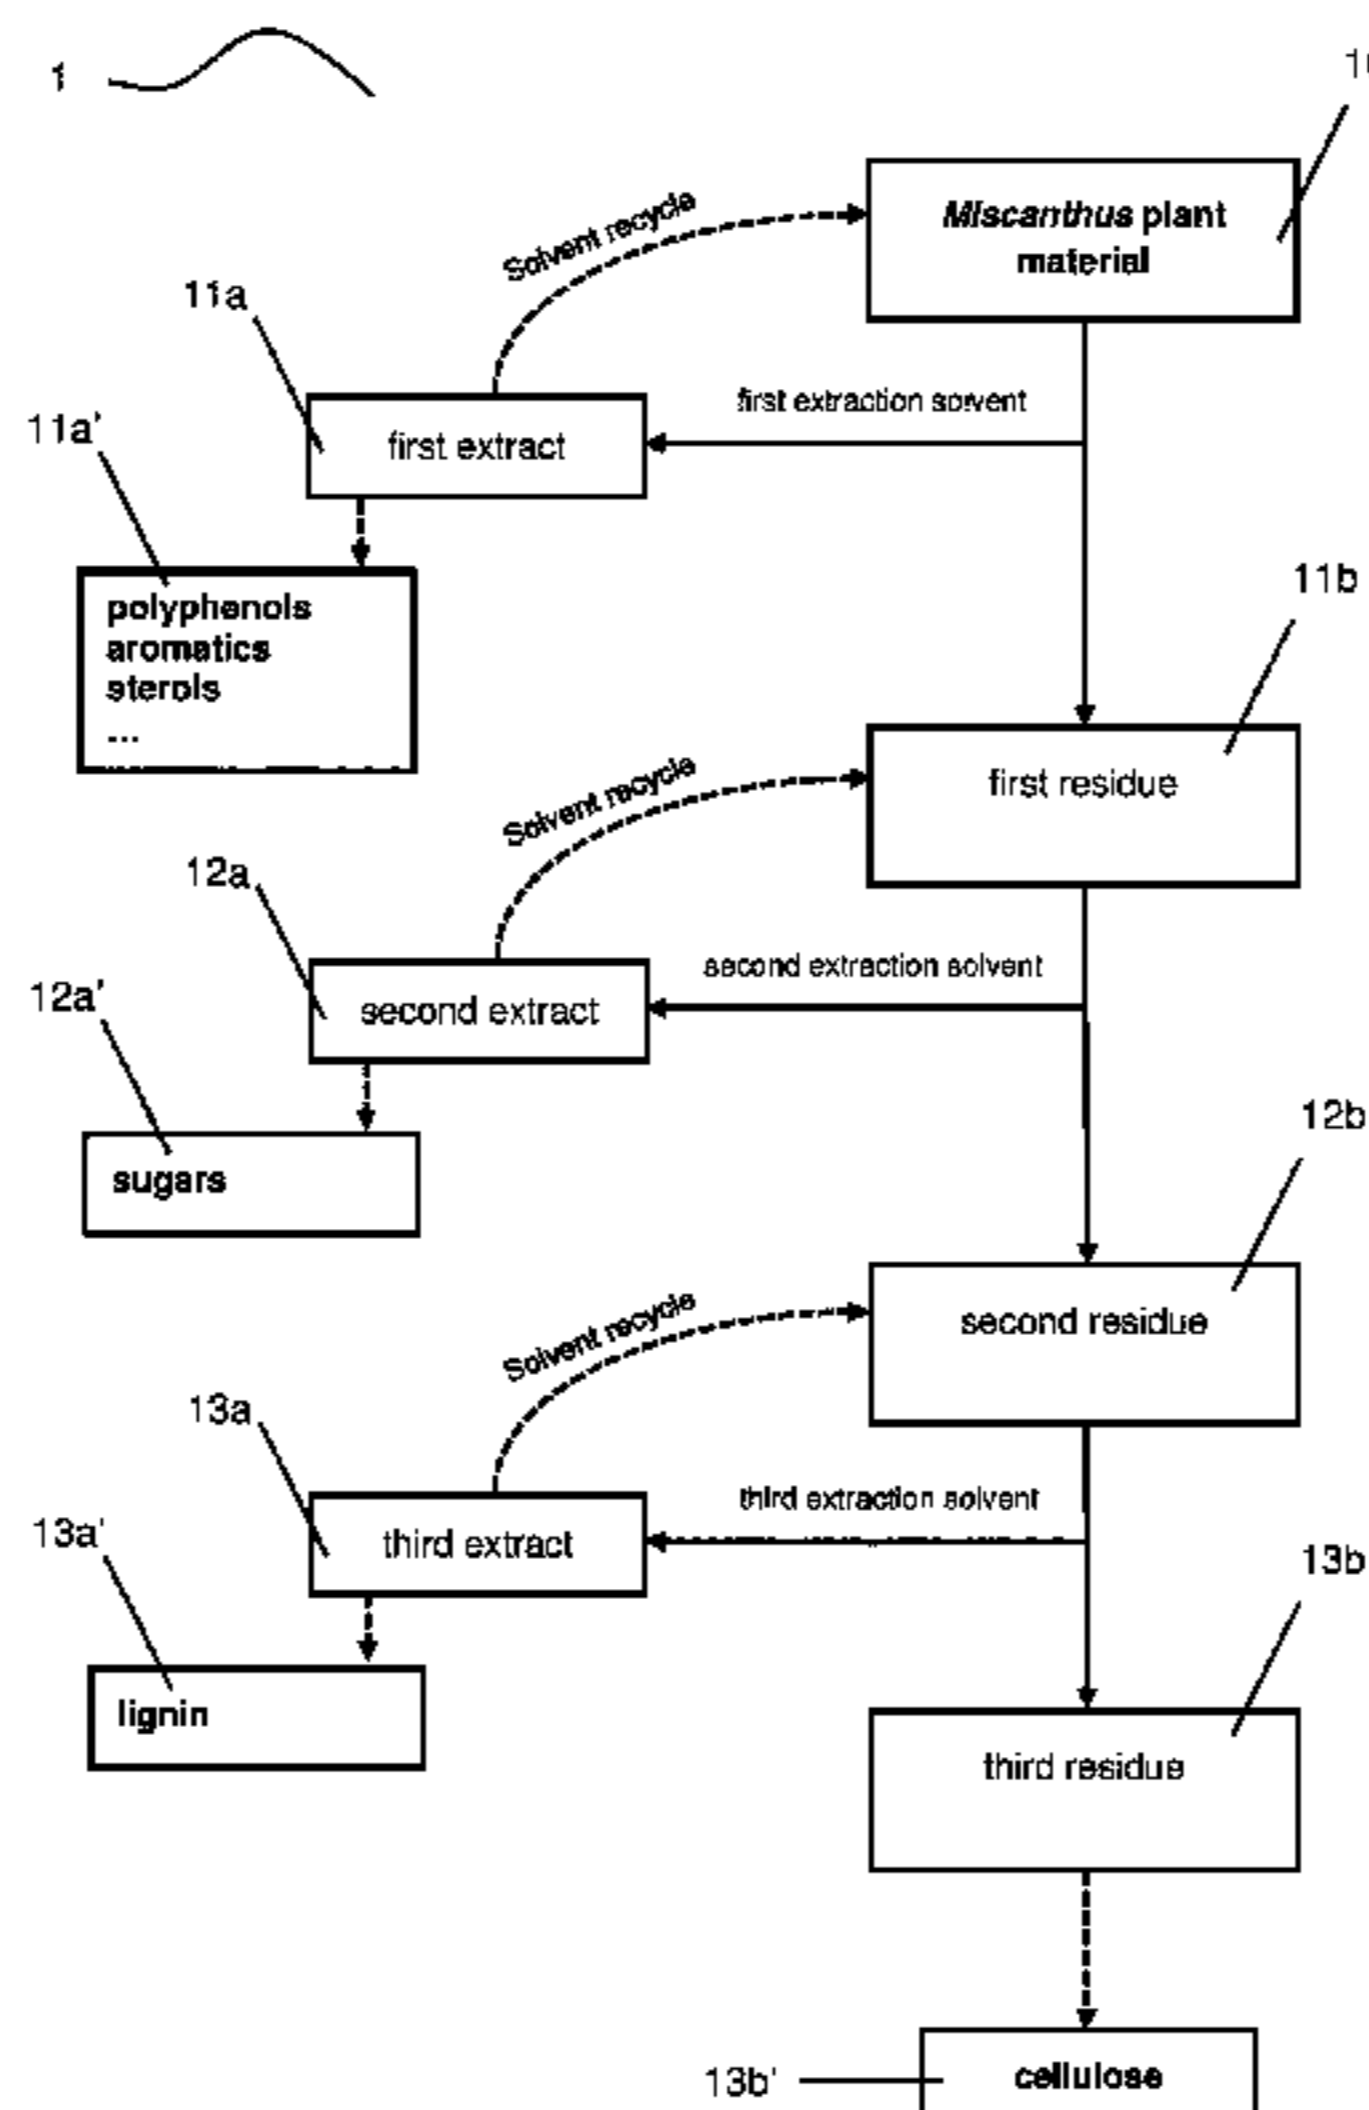 1
Miscanthus plant
material
Solvent recycle
11a
first extraction solvent
first extract
11a'
polyphenols
aromatics
sterols
...
11b
first residue
Solvent recycle
12a
second extraction solvent
second extract
12a'
sugars
12b
second residue
Solvent recycle
13a
third extraction solvent
third extract
13a'
lignin
13b
third residue
13b'
cellulose